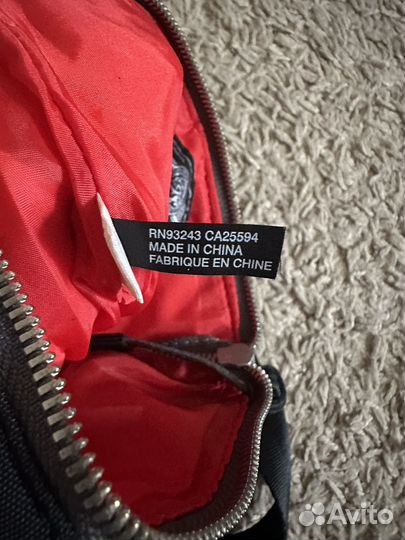 RN93243 CA25594
MADE IN CHINA
FABRIQUE EN CHINE
Avito